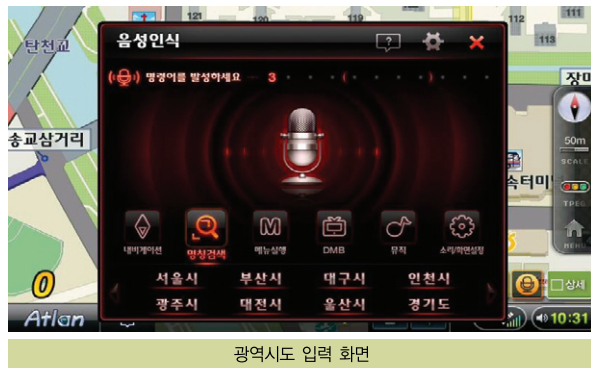 121
120
119
112
111
113
탄천교
음성인식
?
명령어를 발성하세요
3
장미
송교삼거리
50m
SCALE
속터미
TPEG
MENU
내비게이션
명칭검색
메뉴실행
DMB
뮤직
소리/화면설정
서울시 부산시 대구시 인천시
광주시 대전시 울산시 경기도
0
상세
Atlan
10:31
광역시도 입력 화면